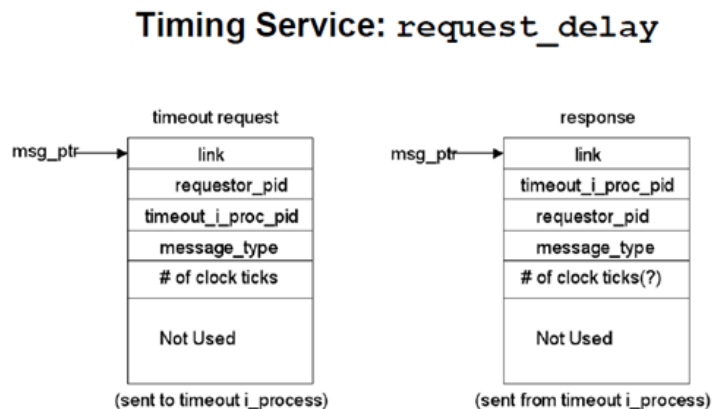 Timing Service: request_delay
timeout request
msg_ptr
link
requestor_pid
timeout_i_proc_pid
message_type
# of clock ticks
Not Used
(sent to timeout i_process)
response
msg_ptr
link
timeout_i_proc_pid
requestor_pid
message_type
# of clock ticks(?)
Not Used
(sent from timeout i_process)